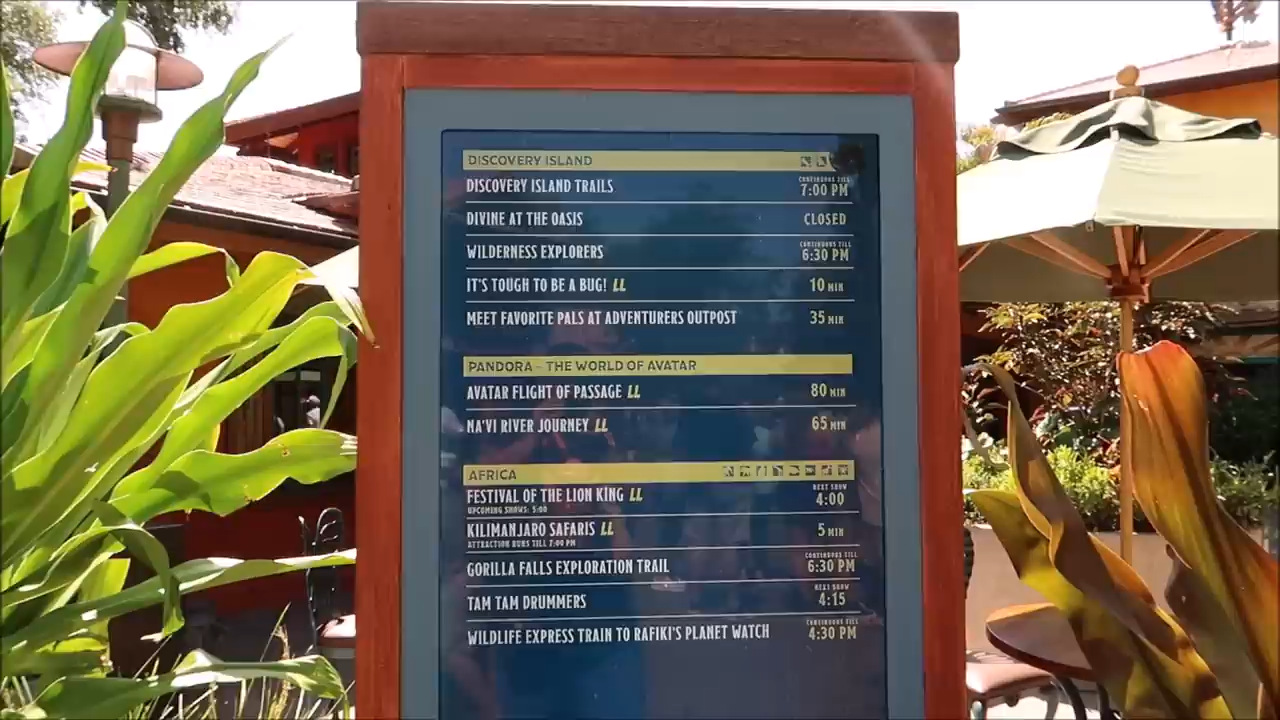 DISCOVERY ISLAND
DISCOVERY ISLAND TRAILS CONTINUOUS TILL 7:00 PM
DIVINE AT THE OASIS CLOSED
WILDERNESS EXPLORERS CONTINUOUS TILL 6:30 PM
IT'S TOUGH TO BE A BUG! LL 10 MIN
MEET FAVORITE PALS AT ADVENTURERS OUTPOST 35 MIN
PANDORA - THE WORLD OF AVATAR
AVATAR FLIGHT OF PASSAGE LL 80 MIN
NA'VI RIVER JOURNEY LL 65 MIN
AFRICA
FESTIVAL OF THE LION KING LL NEXT SHOW 4:00
UPCOMING SHOWS: 5:00
KILIMANJARO SAFARIS LL 5 MIN
ATTRACTION RUNS TILL 7:00 PM
GORILLA FALLS EXPLORATION TRAIL CONTINUOUS TILL 6:30 PM
TAM TAM DRUMMERS NEXT SHOW 4:15
WILDLIFE EXPRESS TRAIN TO RAFIKI'S PLANET WATCH CONTINUOUS TILL 4:30 PM